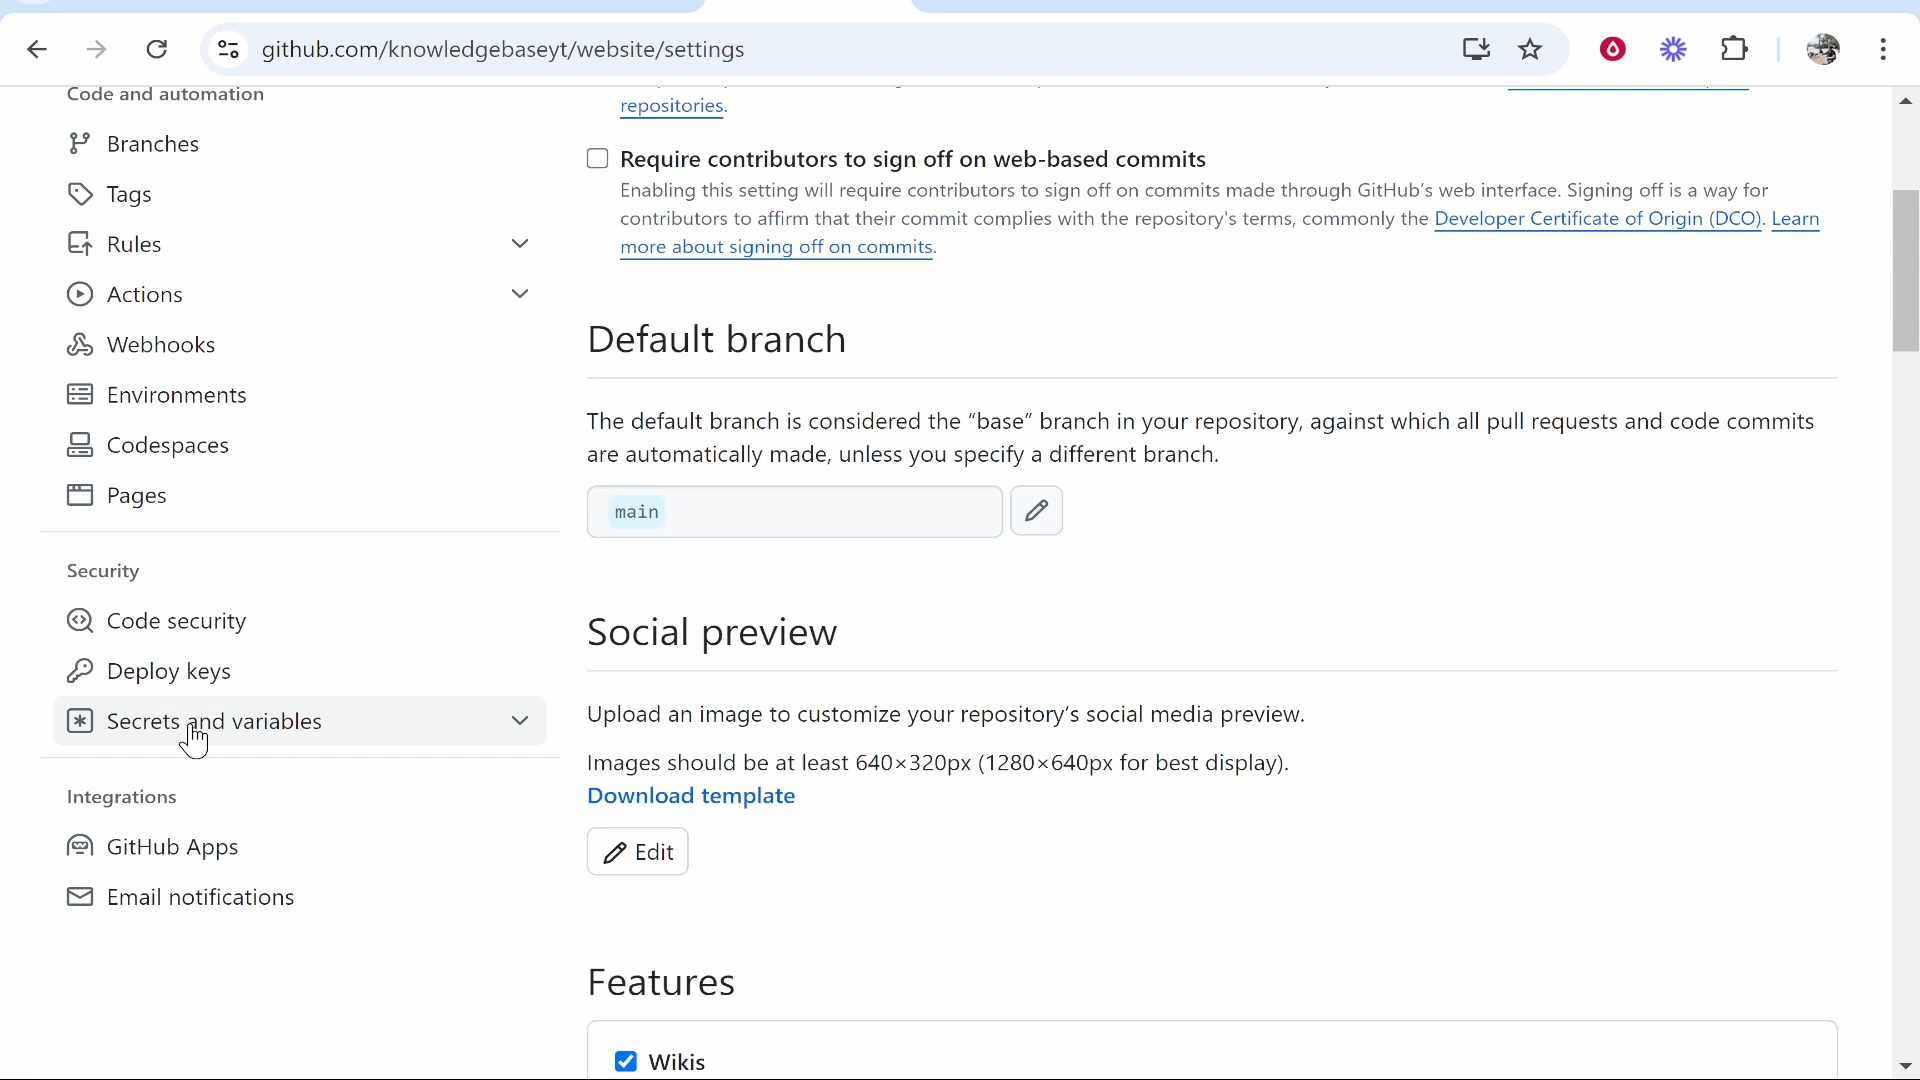 github.com/knowledgebaseyt/website/settings
Code and automation
Branches
Tags
Rules
Actions
Webhooks
Environments
Codespaces
Pages
Security
Code security
Deploy keys
Secrets and variables
Integrations
GitHub Apps
Email notifications
repositories.
Require contributors to sign off on web-based commits
Enabling this setting will require contributors to sign off on commits made through GitHub's web interface. Signing off is a way for
contributors to affirm that their commit complies with the repository's terms, commonly the Developer Certificate of Origin (DCO). Learn
more about signing off on commits.
Default branch
The default branch is considered the “base” branch in your repository, against which all pull requests and code commits
are automatically made, unless you specify a different branch.
main
Social preview
Upload an image to customize your repository’s social media preview.
Images should be at least 640×320px (1280×640px for best display).
Download template
Edit
Features
Wikis